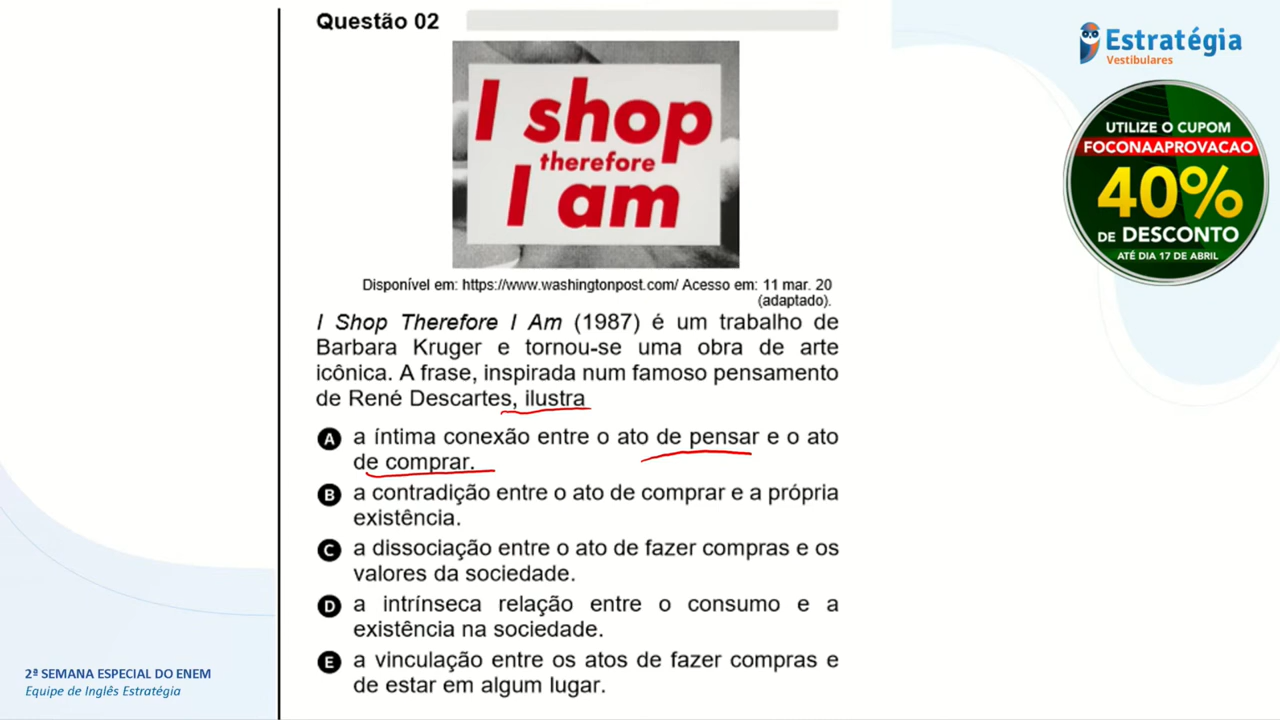 Questão 02
I shop
therefore
I am
Disponível em: https://www.washingtonpost.com/ Acesso em: 11 mar. 20
(adaptado).
I Shop Therefore I Am (1987) é um trabalho de
Barbara Kruger e tornou-se uma obra de arte
icônica. A frase, inspirada num famoso pensamento
de René Descartes, ilustra
A a íntima conexão entre o ato de pensar e o ato
de comprar.
B a contradição entre o ato de comprar e a própria
existência.
C a dissociação entre o ato de fazer compras e os
valores da sociedade.
D a intrínseca relação entre o consumo e a
existência na sociedade.
E a vinculação entre os atos de fazer compras e
de estar em algum lugar.
Estratégia
Vestibulares
UTILIZE O CUPOM
FOCONAAPROVACAO
40%
DE DESCONTO
ATÉ DIA 17 DE ABRIL
2ª SEMANA ESPECIAL DO ENEM
Equipe de Inglês Estratégia